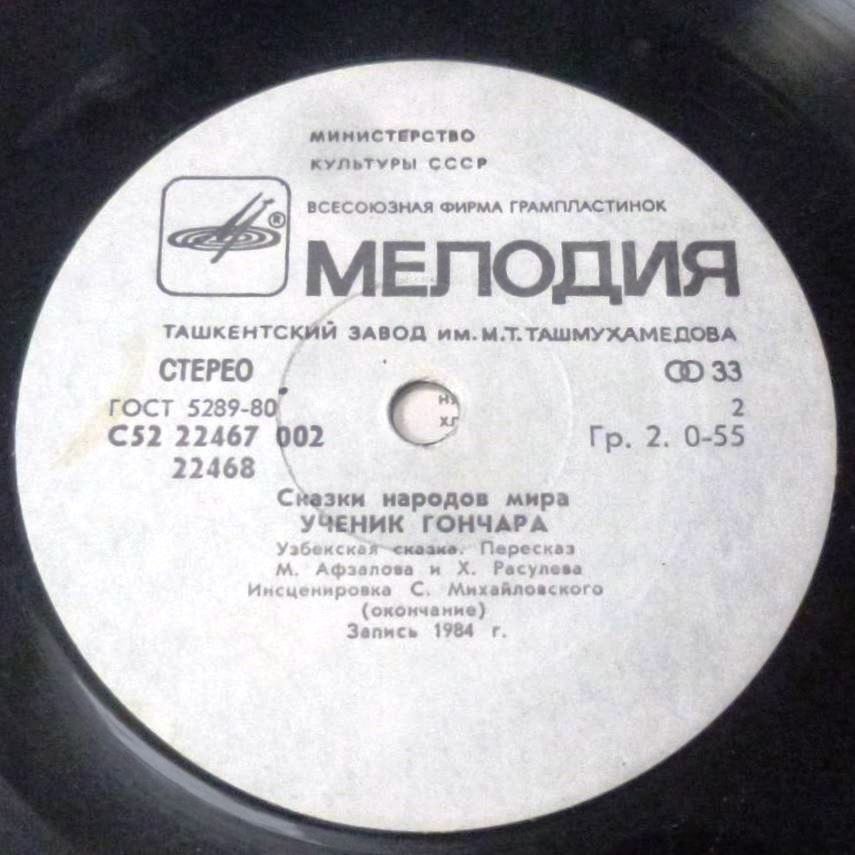 МИНИСТЕРСТВО
КУЛЬТУРЫ СССР
ВСЕСОЮЗНАЯ ФИРМА ГРАМПЛАСТИНОК
®
МЕЛОДИЯ
ТАШКЕНТСКИЙ ЗАВОД ИМ. М.Т. ТАШМУХАМЕДОВА
СТЕРЕО 33
ГОСТ 5289-80 2
С52 22467 002 Гр. 2. 0-55
22468
Сказки народов мира
УЧЕНИК ГОНЧАРА
Узбекская сказка. Пересказ
М. Афзалова и Х. Расулева
Инсценировка С. Михайловского
(окончание)
Запись 1984 г.